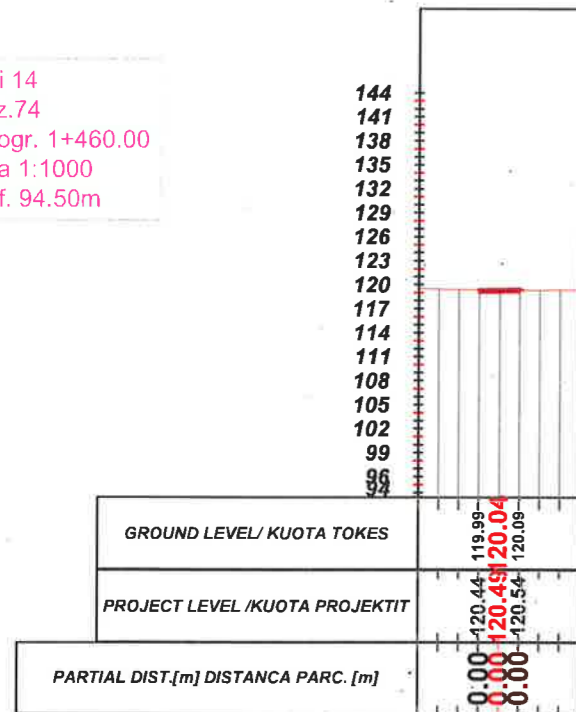 i 14
z.74
ogr. 1+460.00
a 1:1000
f. 94.50m
144
141
138
135
132
129
126
123
120
117
114
111
108
105
102
99
96
94
GROUND LEVEL/ KUOTA TOKES
119.99 120.04 120.09
PROJECT LEVEL /KUOTA PROJEKTIT
120.44 120.49 120.54
PARTIAL DIST.[m] DISTANCA PARC. [m]
0.00 0.00 0.00